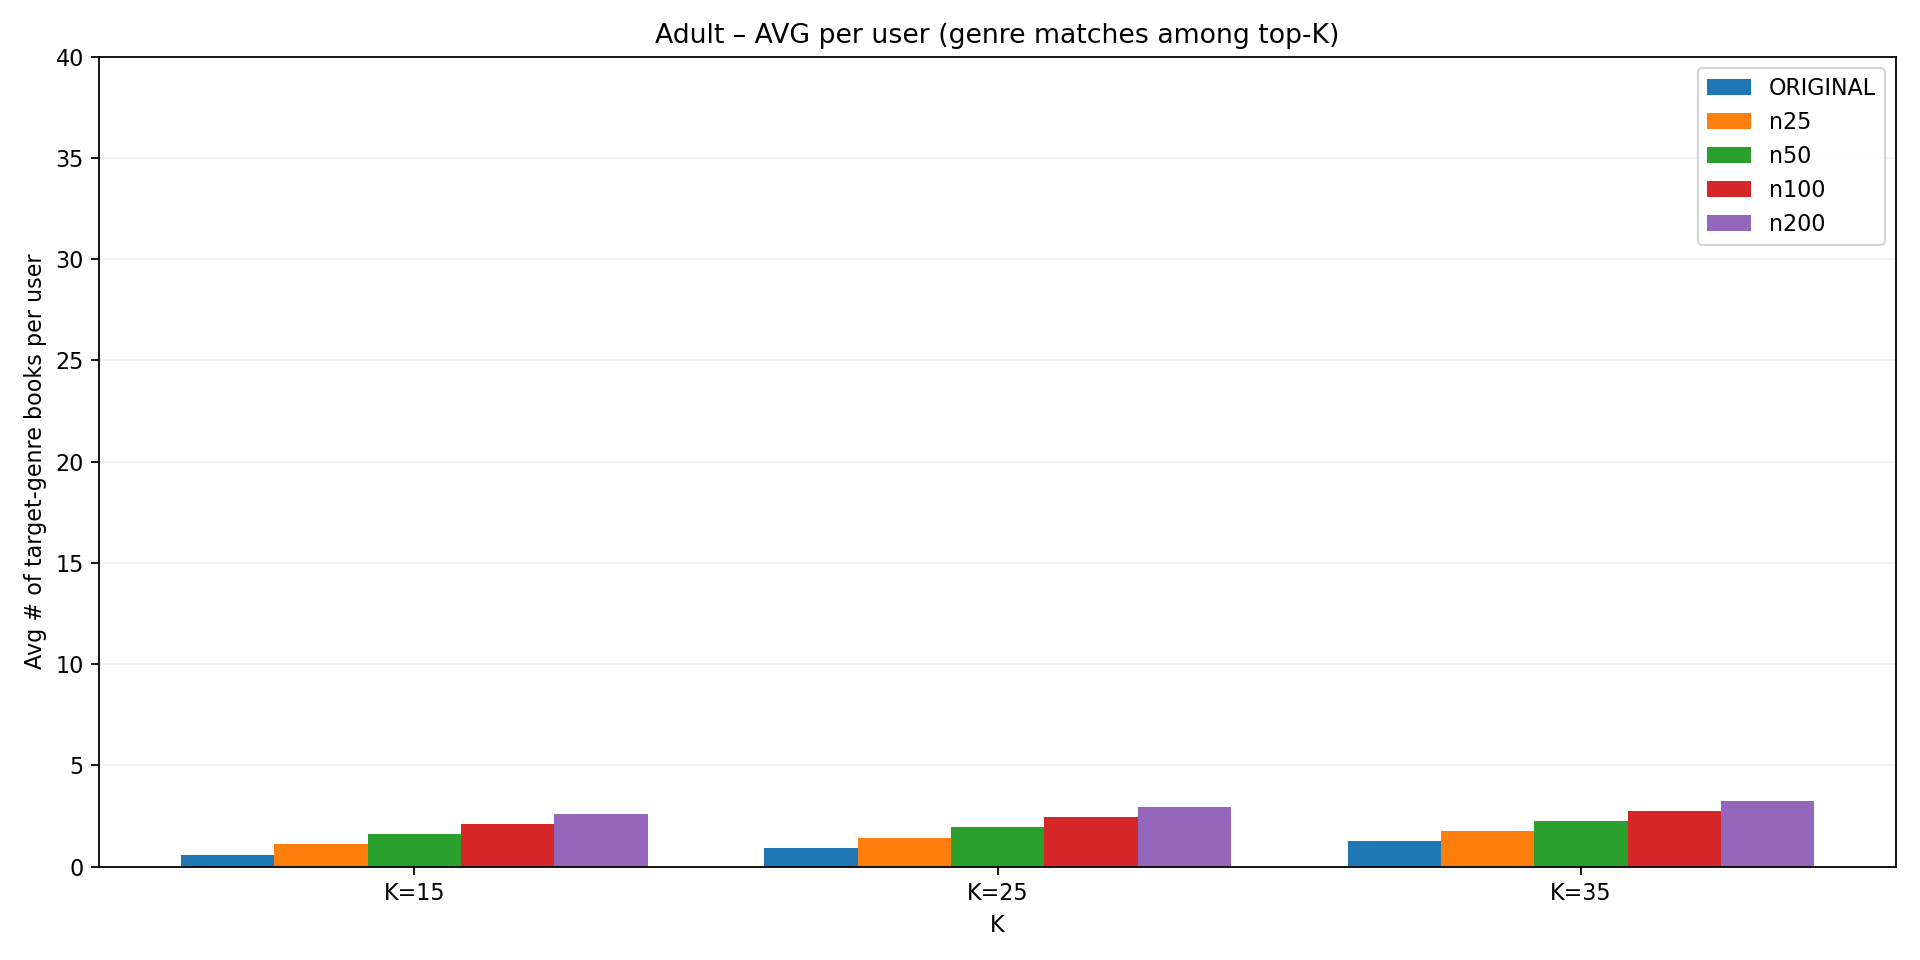 Adult – AVG per user (genre matches among top-K)
Avg # of target-genre books per user
40
35
30
25
20
15
10
5
0
ORIGINAL
n25
n50
n100
n200
K=15 K=25 K=35
K